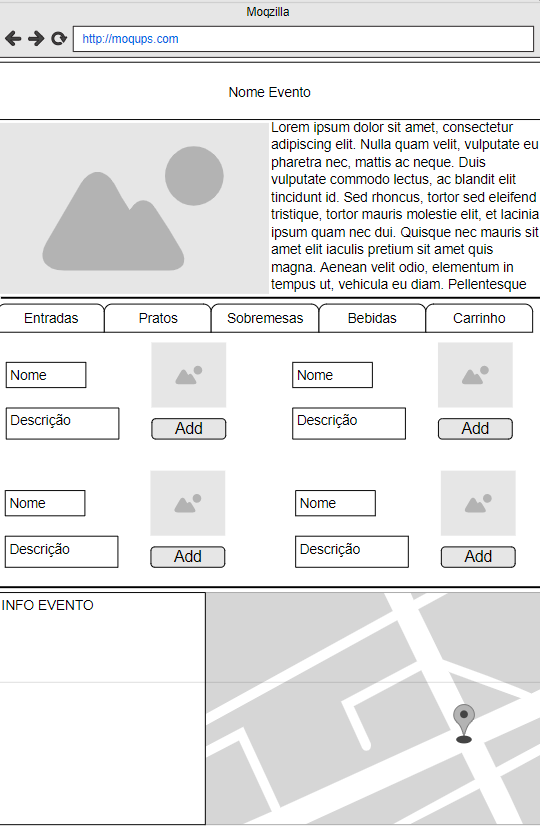 Moqzilla
http://moqups.com
Nome Evento
Lorem ipsum dolor sit amet, consectetur
adipiscing elit. Nulla quam velit, vulputate eu
pharetra nec, mattis ac neque. Duis
vulputate commodo lectus, ac blandit elit
tincidunt id. Sed rhoncus, tortor sed eleifend
tristique, tortor mauris molestie elit, et lacinia
ipsum quam nec dui. Quisque nec mauris sit
amet elit iaculis pretium sit amet quis
magna. Aenean velit odio, elementum in
tempus ut, vehicula eu diam. Pellentesque
Entradas Pratos Sobremesas Bebidas Carrinho
Nome Nome
Descrição Add Descrição Add
Nome Nome
Descrição Add Descrição Add
INFO EVENTO